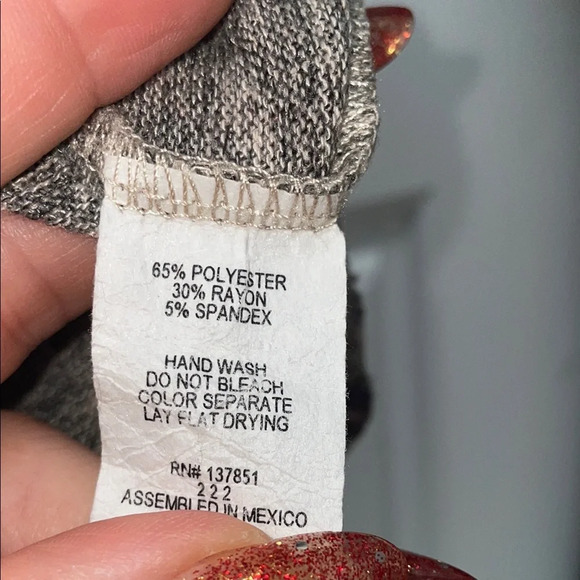 65% POLYESTER
30% RAYON
5% SPANDEX
HAND WASH
DO NOT BLEACH
COLOR SEPARATE
LAY FLAT DRYING
RN# 137851
2 2 2
ASSEMBLED IN MEXICO